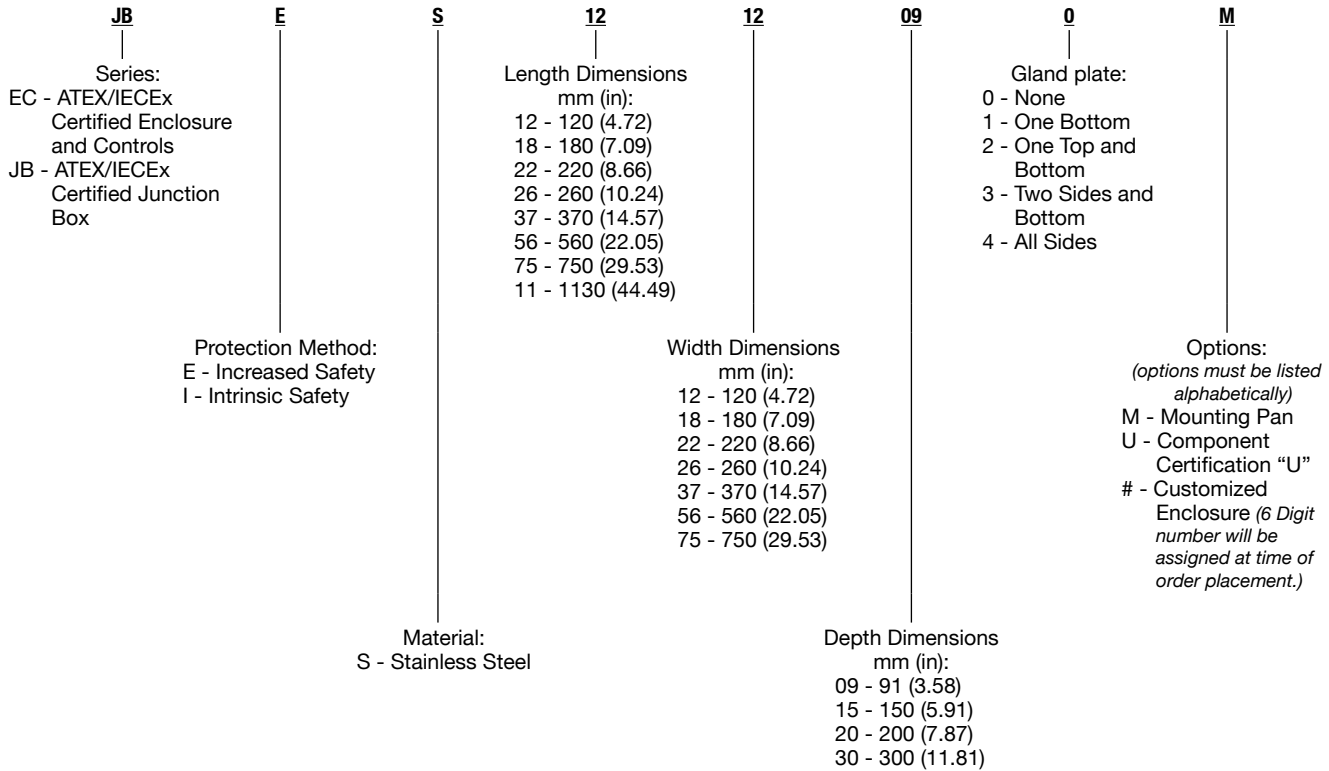 JB E S 12 12 09 0 M
Series:
EC - ATEX/IECEx
Certified Enclosure
and Controls
JB - ATEX/IECEx
Certified Junction
Box
Protection Method:
E - Increased Safety
I - Intrinsic Safety
Material:
S - Stainless Steel
Length Dimensions
mm (in):
12 - 120 (4.72)
18 - 180 (7.09)
22 - 220 (8.66)
26 - 260 (10.24)
37 - 370 (14.57)
56 - 560 (22.05)
75 - 750 (29.53)
11 - 1130 (44.49)
Width Dimensions
mm (in):
12 - 120 (4.72)
18 - 180 (7.09)
22 - 220 (8.66)
26 - 260 (10.24)
37 - 370 (14.57)
56 - 560 (22.05)
75 - 750 (29.53)
Depth Dimensions
mm (in):
09 - 91 (3.58)
15 - 150 (5.91)
20 - 200 (7.87)
30 - 300 (11.81)
Gland plate:
0 - None
1 - One Bottom
2 - One Top and
Bottom
3 - Two Sides and
Bottom
4 - All Sides
Options:
(options must be listed
alphabetically)
M - Mounting Pan
U - Component
Certification “U”
# - Customized
Enclosure (6 Digit
number will be
assigned at time of
order placement.)